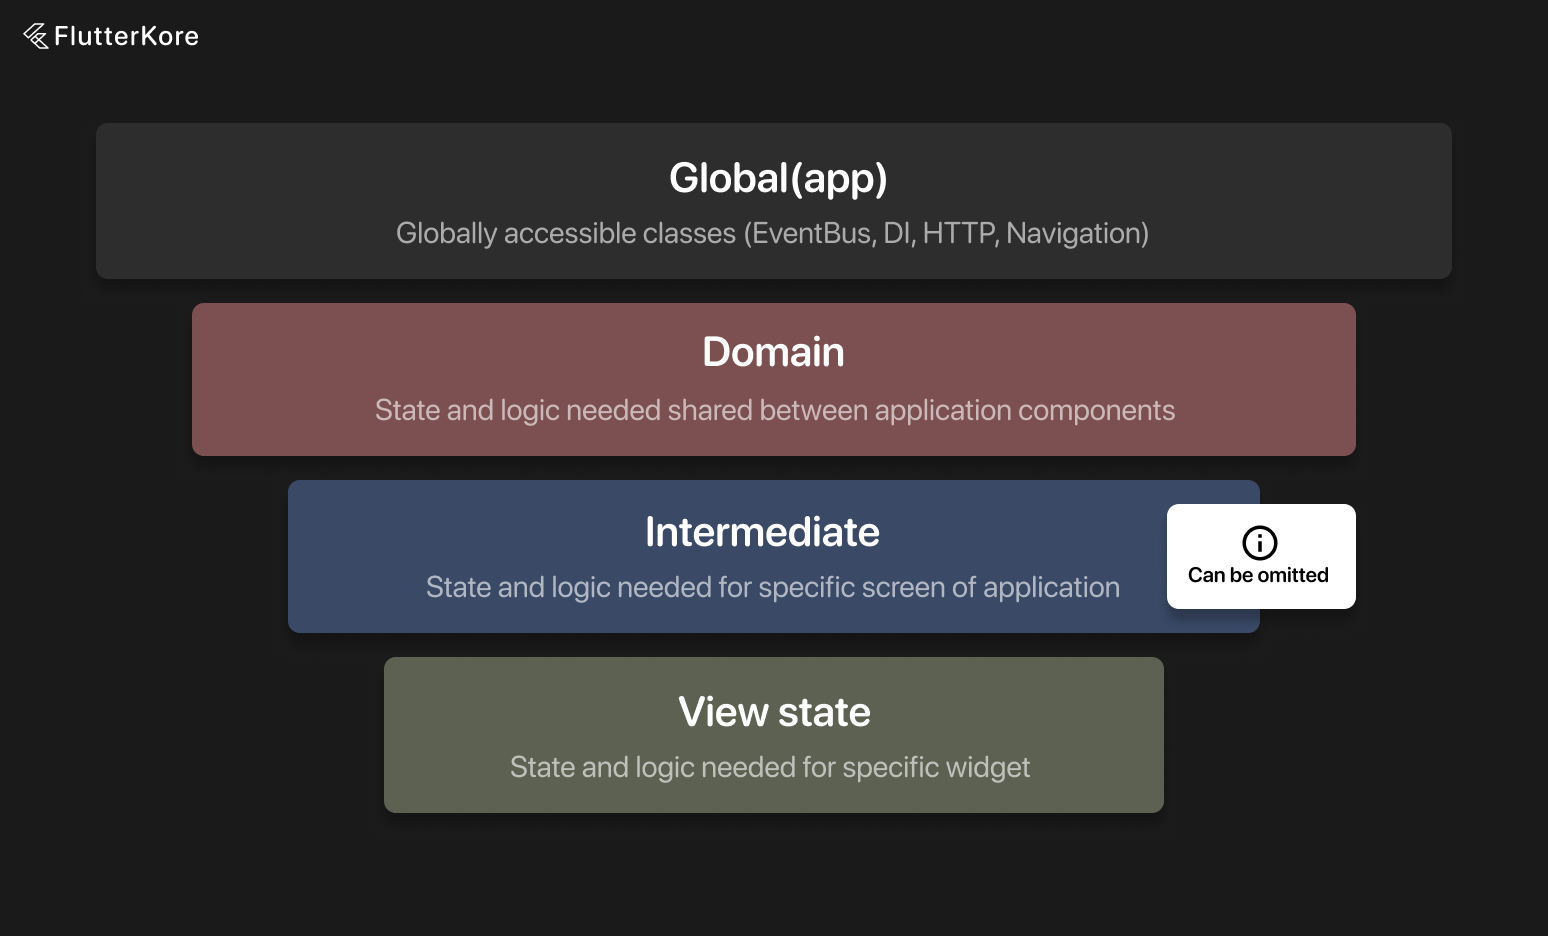 FlutterKore
Global(app)
Globally accessible classes (EventBus, DI, HTTP, Navigation)
Domain
State and logic needed shared between application components
Intermediate
State and logic needed for specific screen of application
Can be omitted
View state
State and logic needed for specific widget